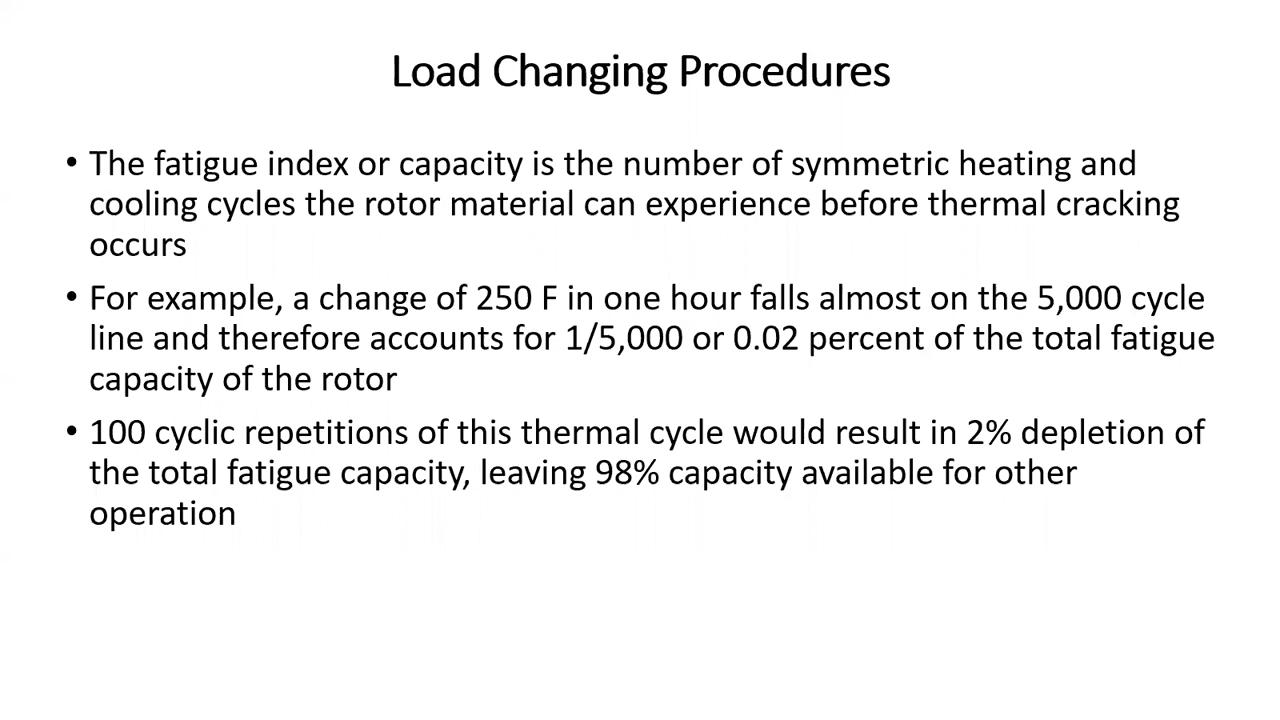 Load Changing Procedures
• The fatigue index or capacity is the number of symmetric heating and
cooling cycles the rotor material can experience before thermal cracking
occurs
• For example, a change of 250 F in one hour falls almost on the 5,000 cycle
line and therefore accounts for 1/5,000 or 0.02 percent of the total fatigue
capacity of the rotor
• 100 cyclic repetitions of this thermal cycle would result in 2% depletion of
the total fatigue capacity, leaving 98% capacity available for other
operation